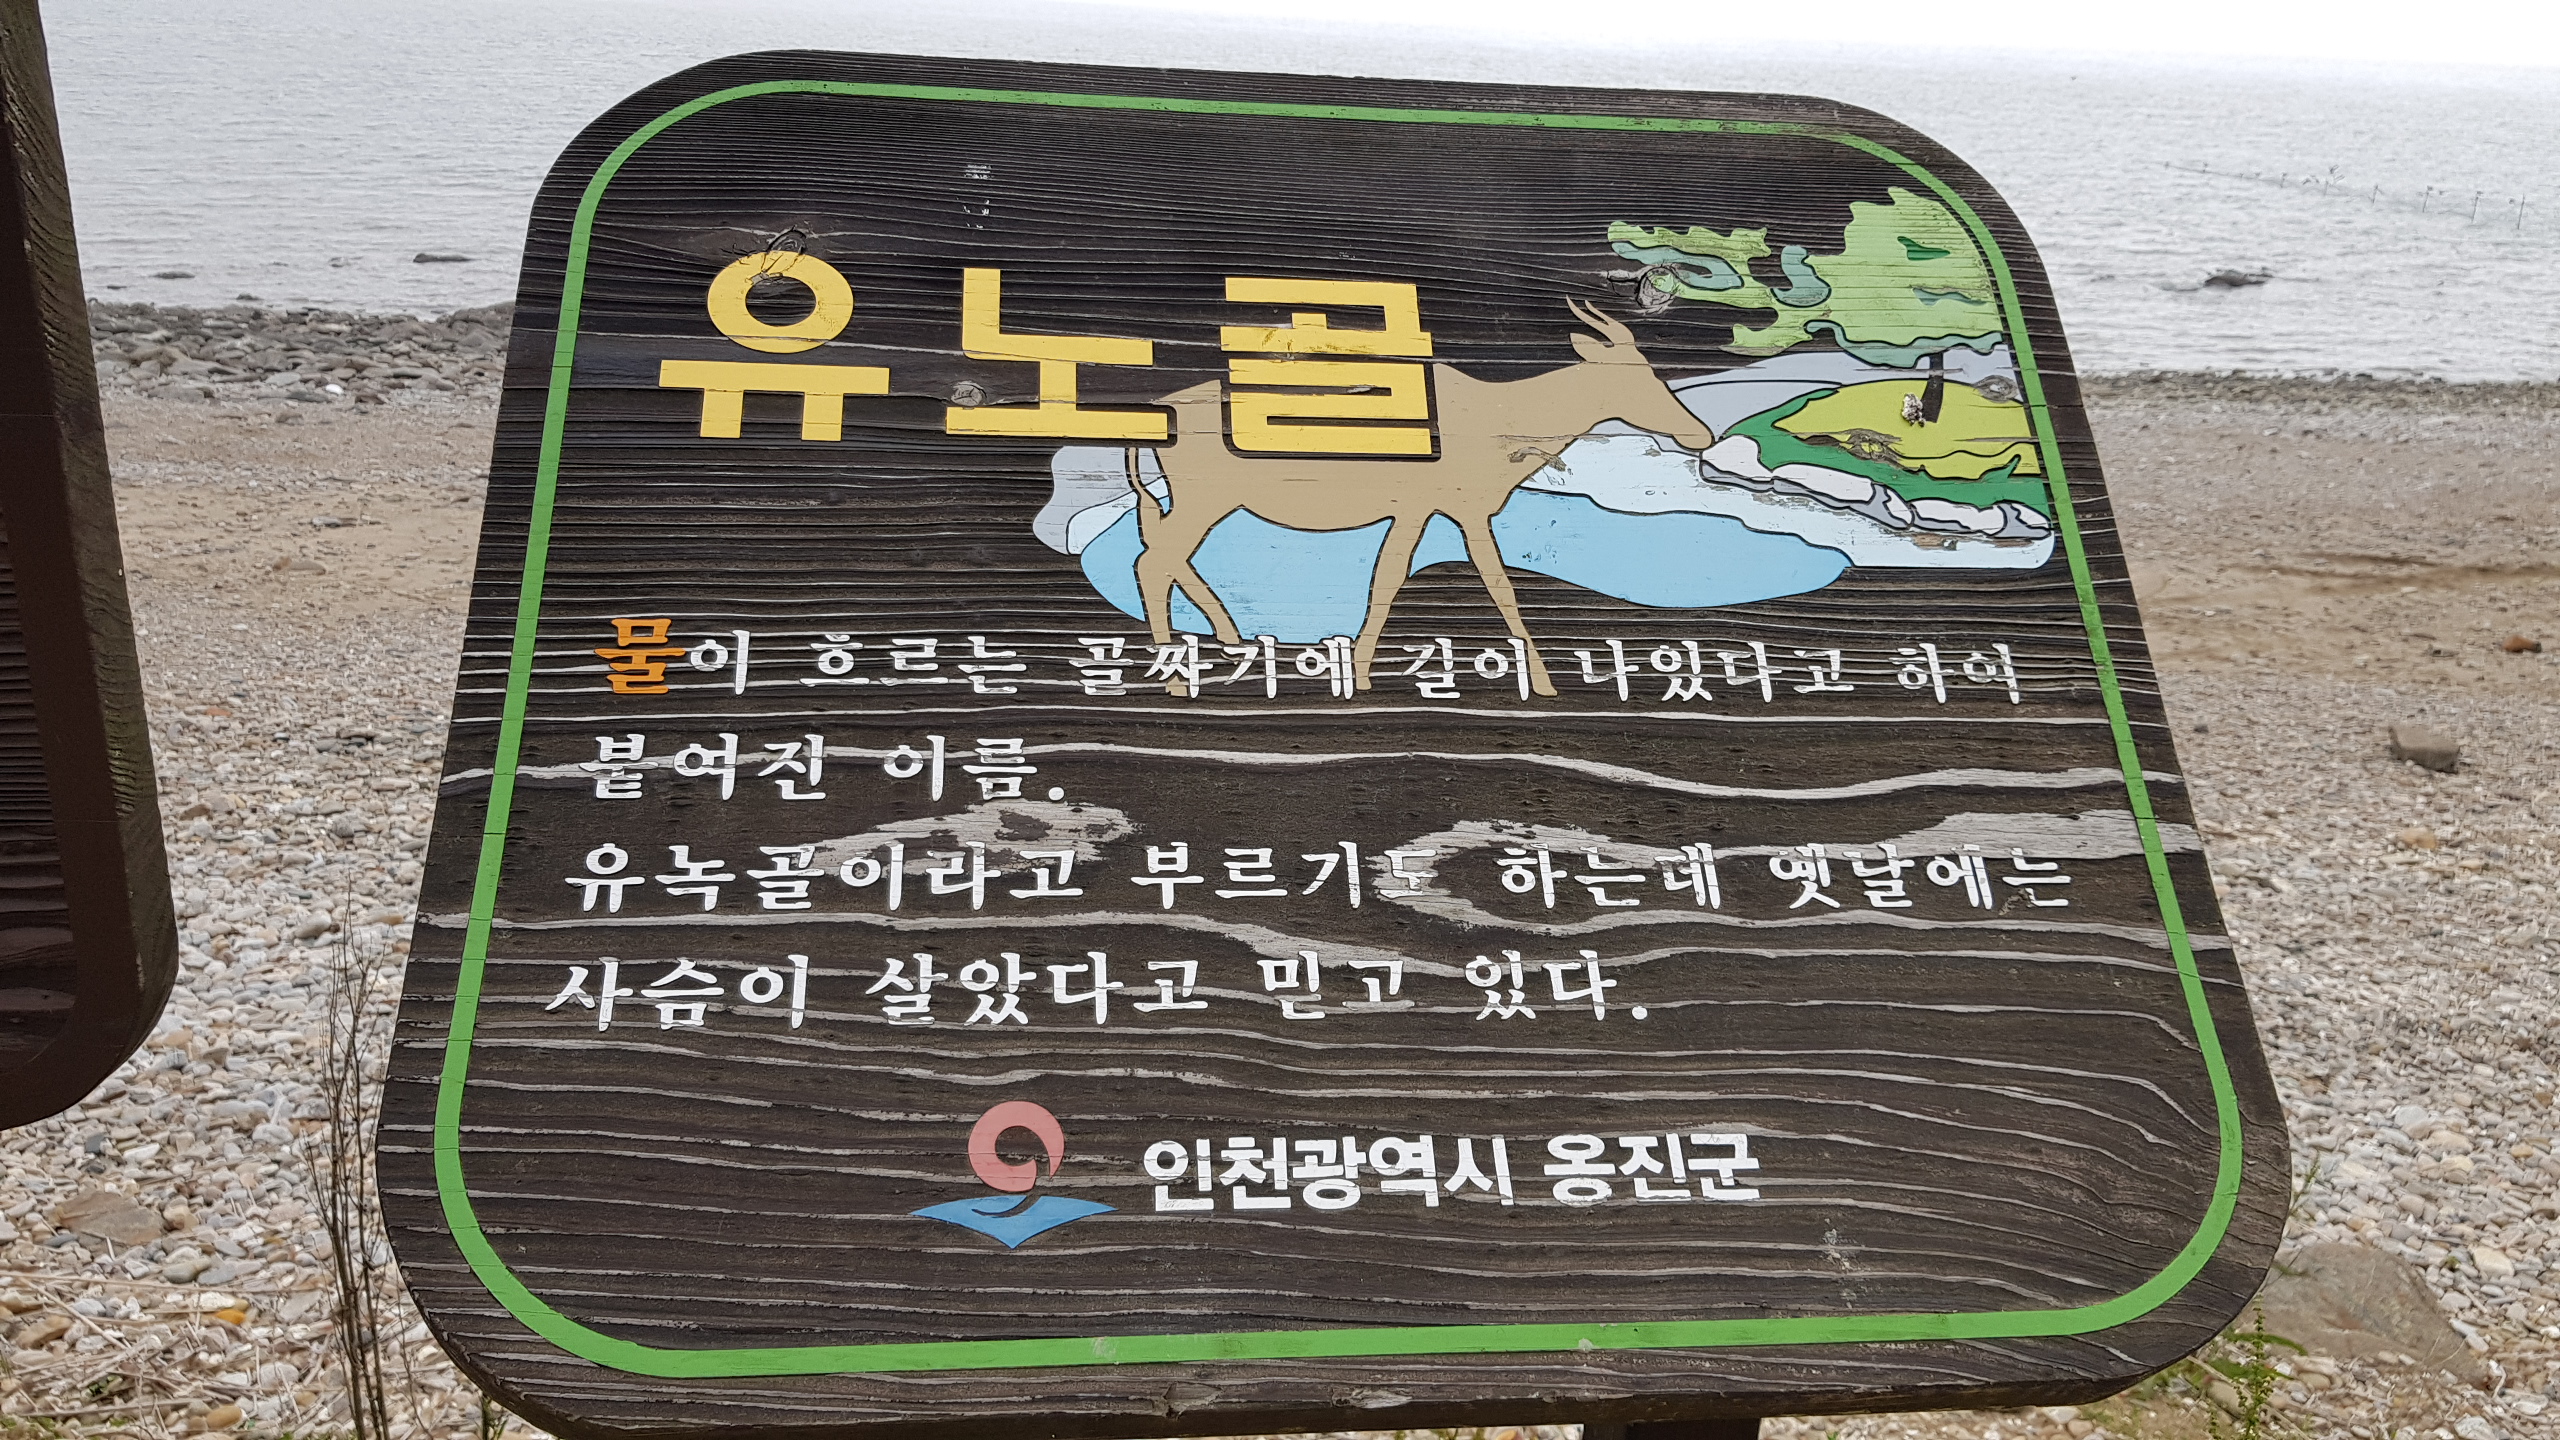 유노골
물이 흐르는 골짜기에 길이 나있다고 하여
붙여진 이름.
유녹골이라고 부르기도 하는데 옛날에는
사슴이 살았다고 믿고 있다.
인천광역시 옹진군